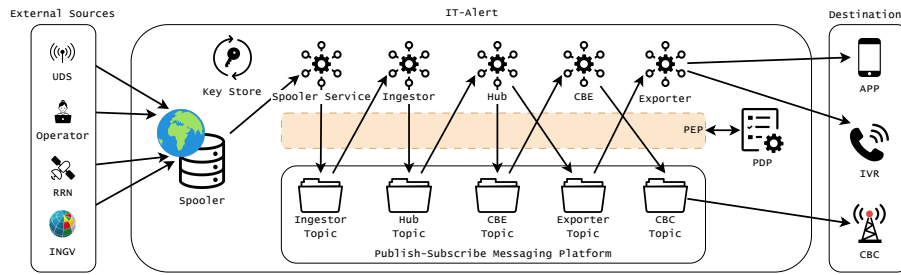 External Sources
IT-Alert
Destination
UDS
Operator
RRN
INGV
Key Store
Spooler
Spooler Service
Ingestor
Hub
CBE
Exporter
PEP
PDP
Ingestor
Topic
Hub
Topic
CBE
Topic
Exporter
Topic
CBC
Topic
Publish-Subscribe Messaging Platform
APP
IVR
CBC